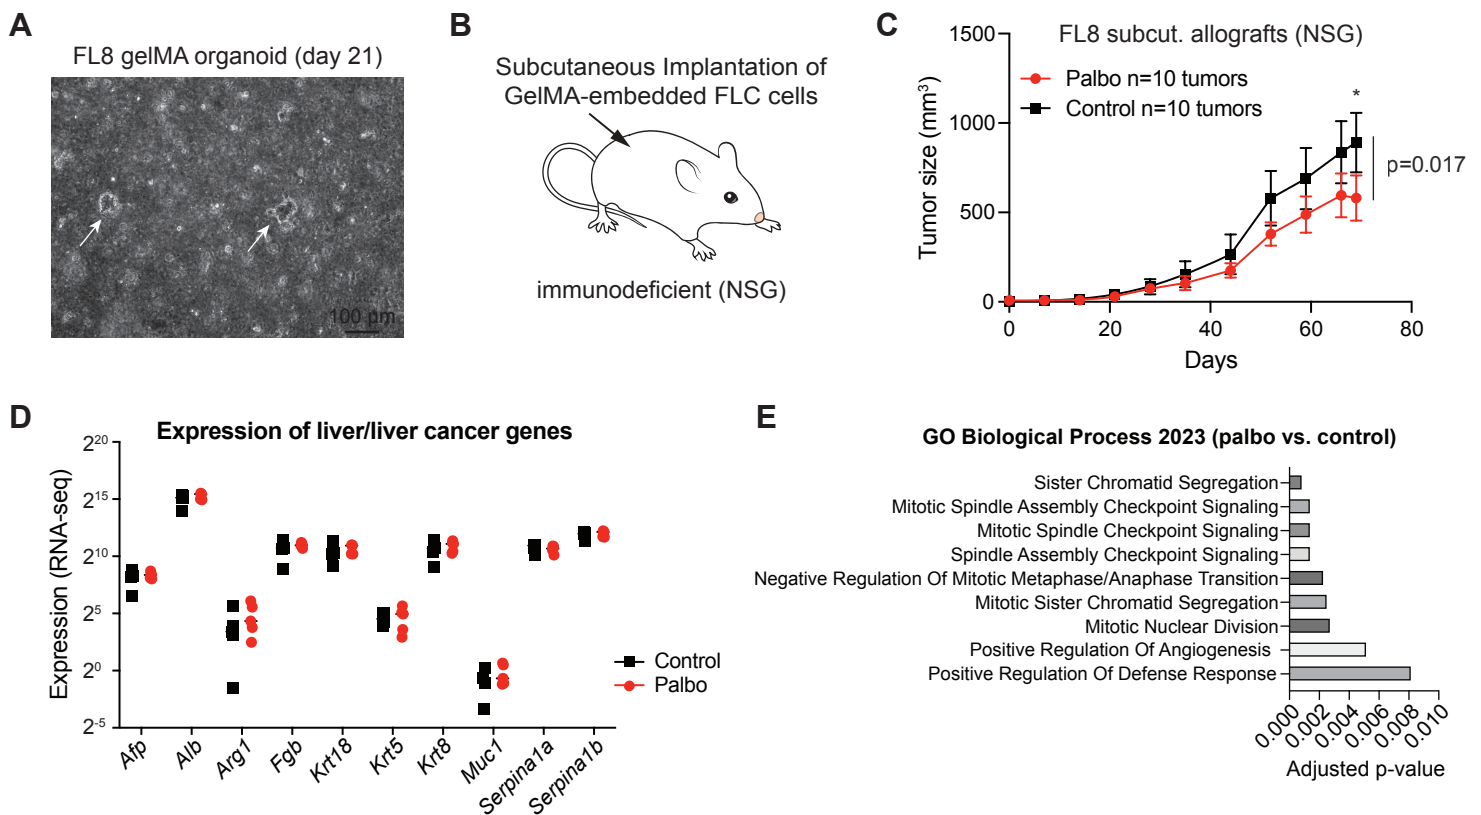 A
FL8 gelMA organoid (day 21)
100 µm
B
Subcutaneous Implantation of
GelMA-embedded FLC cells
immunodeficient (NSG)
C
FL8 subcut. allografts (NSG)
Palbo n=10 tumors
Control n=10 tumors
*
p=0.017
Tumor size (mm³)
1500
1000
500
0
0 20 40 60 80
Days
D
Expression of liver/liver cancer genes
Expression (RNA-seq)
2²⁰
2¹⁵
2¹⁰
2⁵
2⁰
2⁻⁵
Control
Palbo
Afp Alb Arg1 Fgb Krt18 Krt5 Krt8 Muc1 Serpina1a Serpina1b
E
GO Biological Process 2023 (palbo vs. control)
Sister Chromatid Segregation
Mitotic Spindle Assembly Checkpoint Signaling
Mitotic Spindle Checkpoint Signaling
Spindle Assembly Checkpoint Signaling
Negative Regulation Of Mitotic Metaphase/Anaphase Transition
Mitotic Sister Chromatid Segregation
Mitotic Nuclear Division
Positive Regulation Of Angiogenesis
Positive Regulation Of Defense Response
0.000 0.002 0.004 0.006 0.008 0.010
Adjusted p-value